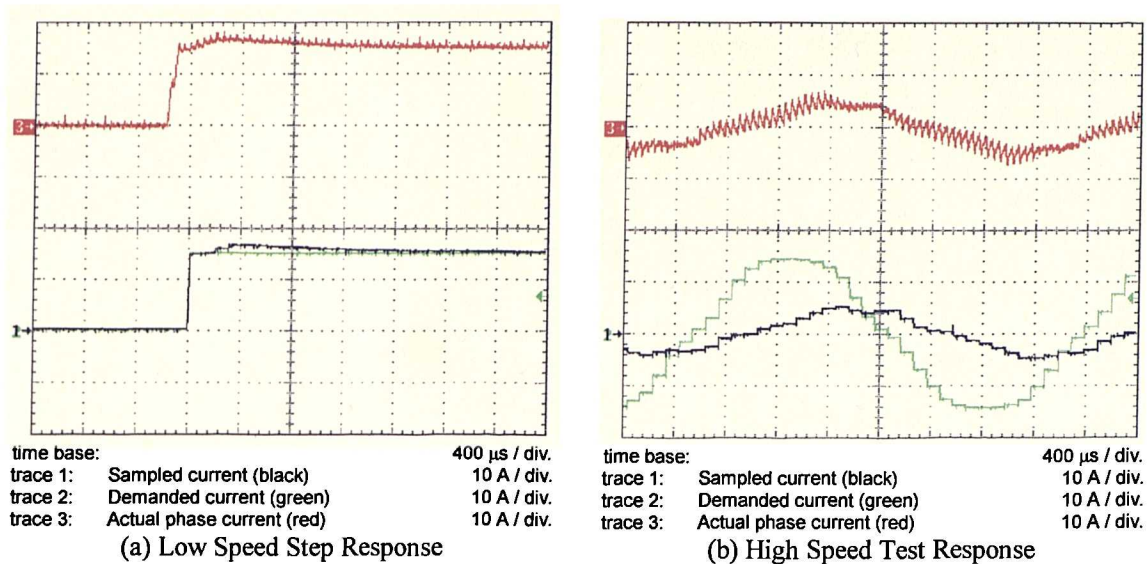 3
1
time base: 400 µs / div.
trace 1: Sampled current (black) 10 A / div.
trace 2: Demanded current (green) 10 A / div.
trace 3: Actual phase current (red) 10 A / div.
(a) Low Speed Step Response
3
1
time base: 400 µs / div.
trace 1: Sampled current (black) 10 A / div.
trace 2: Demanded current (green) 10 A / div.
trace 3: Actual phase current (red) 10 A / div.
(b) High Speed Test Response